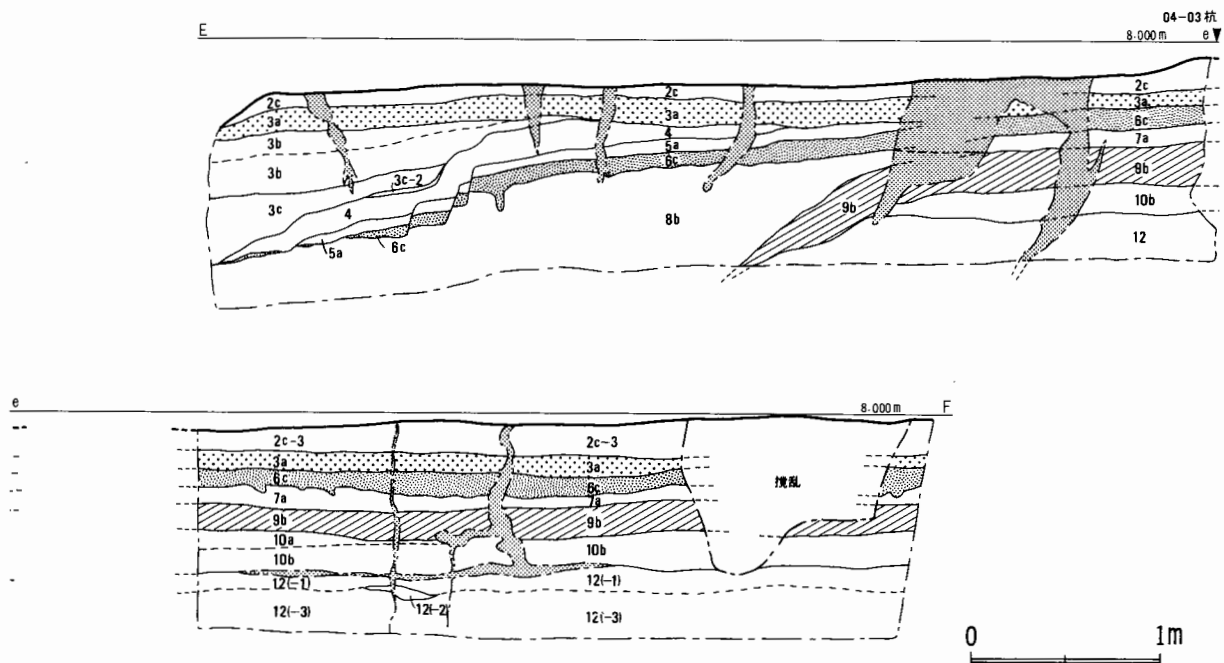 04-03杭
E 8.000m e
2c 2c 2c
3a 3a 3a
3b 4 6c
3b 5a 7a
3c-2 6c 9b
3c 4 8b 9b 10b
5a 6c 12
e 8.000m F
2c-3 2c-3
3a 3a
6c 6c 撹乱
7a 7a
9b 9b
10a
10b 10b
12(-1) 12(-1)
12(-2)
12(-3) 12(-3)
0 1m